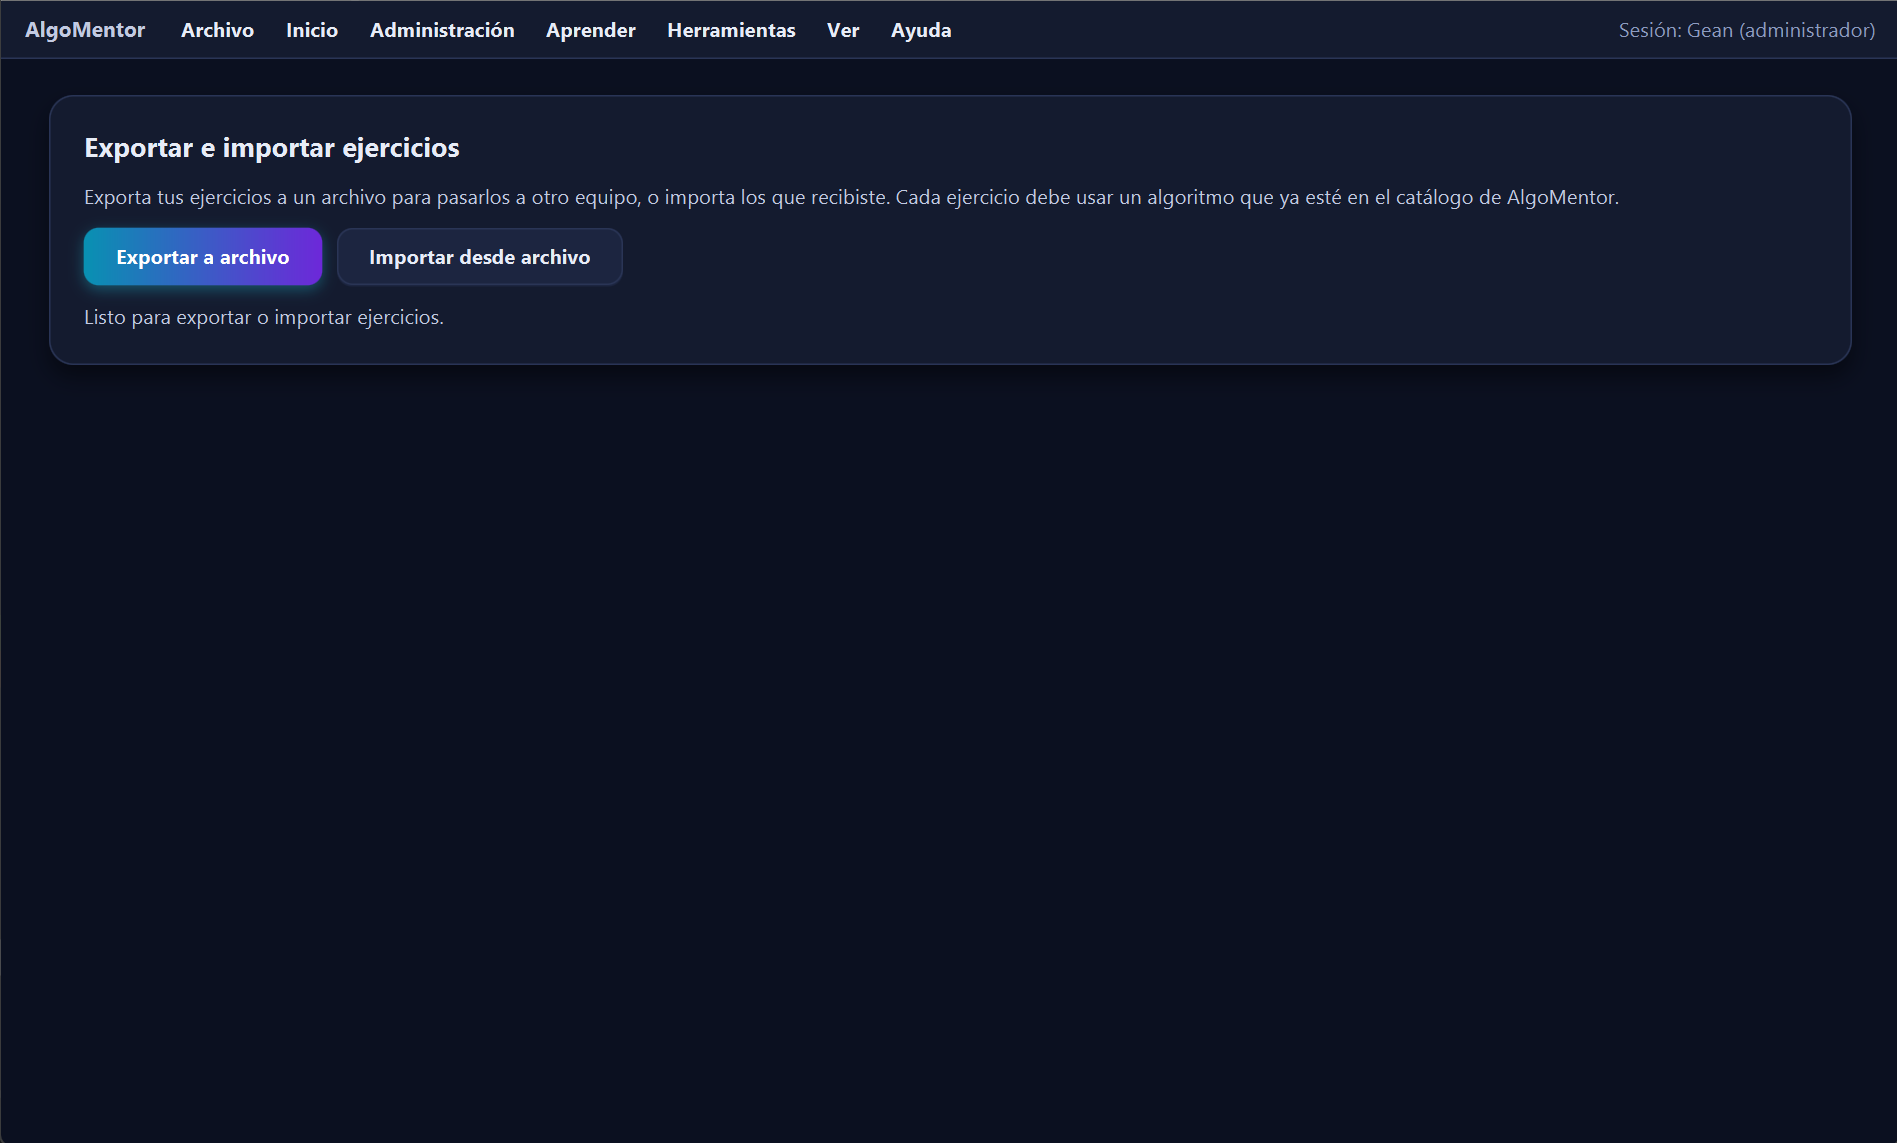 AlgoMentor Archivo Inicio Administración Aprender Herramientas Ver Ayuda Sesión: Gean (administrador)
Exportar e importar ejercicios
Exporta tus ejercicios a un archivo para pasarlos a otro equipo, o importa los que recibiste. Cada ejercicio debe usar un algoritmo que ya esté en el catálogo de AlgoMentor.
Exportar a archivo Importar desde archivo
Listo para exportar o importar ejercicios.